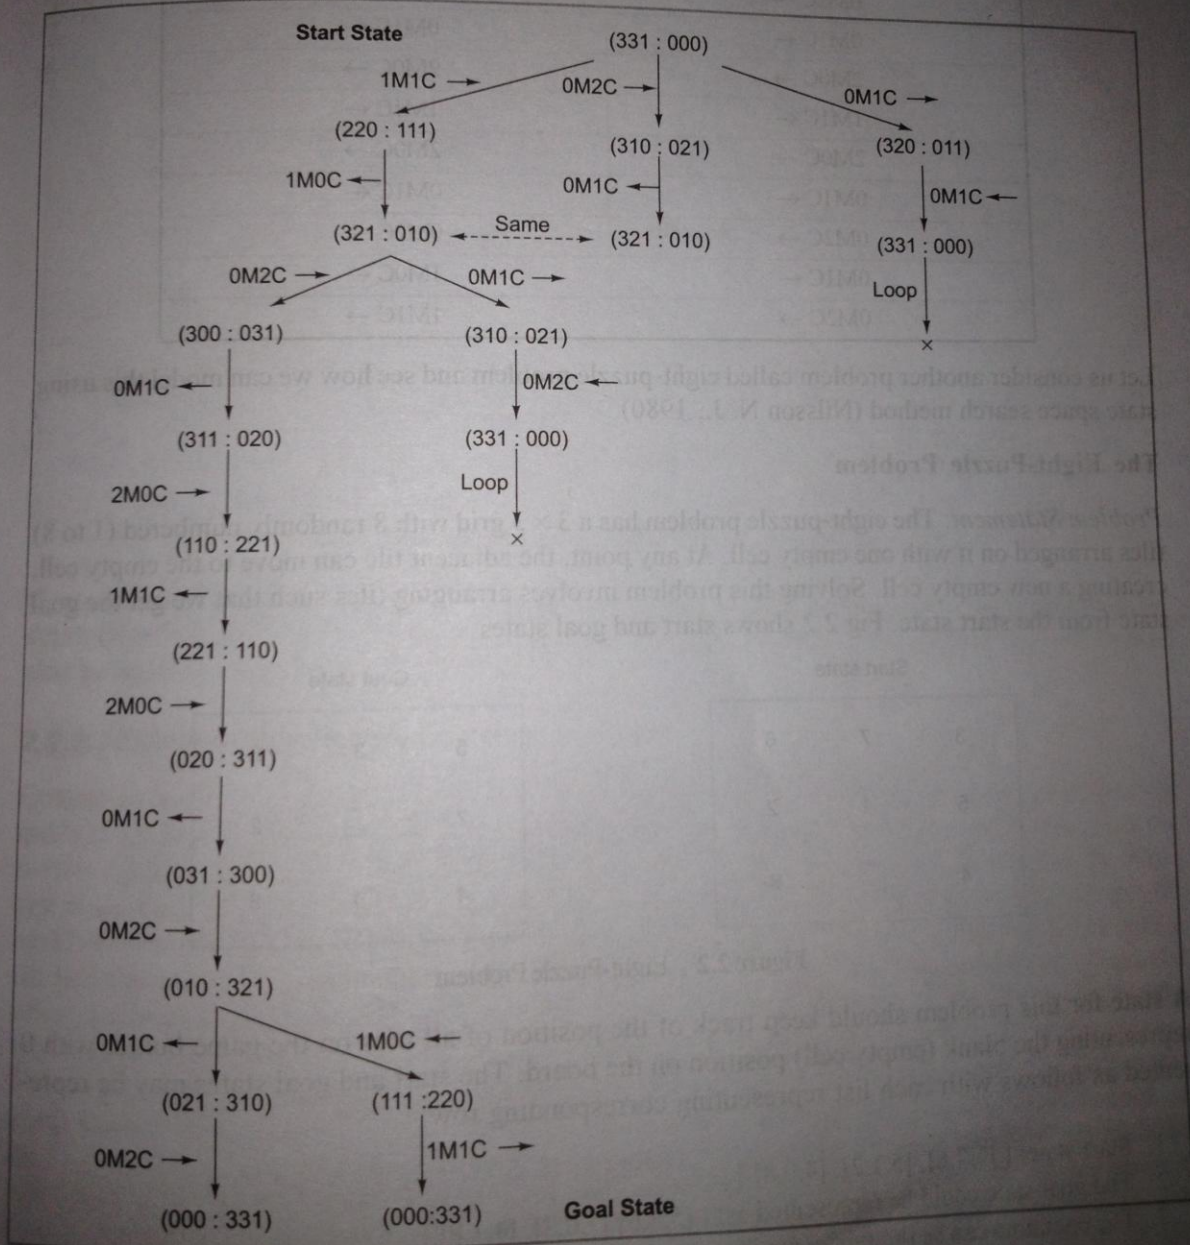 Start State
(331 : 000)
1M1C → 0M2C → 0M1C →
(220 : 111) (310 : 021) (320 : 011)
1M0C ← 0M1C ← 0M1C ←
(321 : 010) Same (321 : 010) (331 : 000)
0M2C → 0M1C → Loop
(300 : 031) (310 : 021) ×
0M1C ← 0M2C ←
(311 : 020) (331 : 000)
2M0C → Loop
(110 : 221) ×
1M1C ←
(221 : 110)
2M0C →
(020 : 311)
0M1C ←
(031 : 300)
0M2C →
(010 : 321)
0M1C ← 1M0C ←
(021 : 310) (111 :220)
0M2C → 1M1C →
(000 : 331) (000:331) Goal State